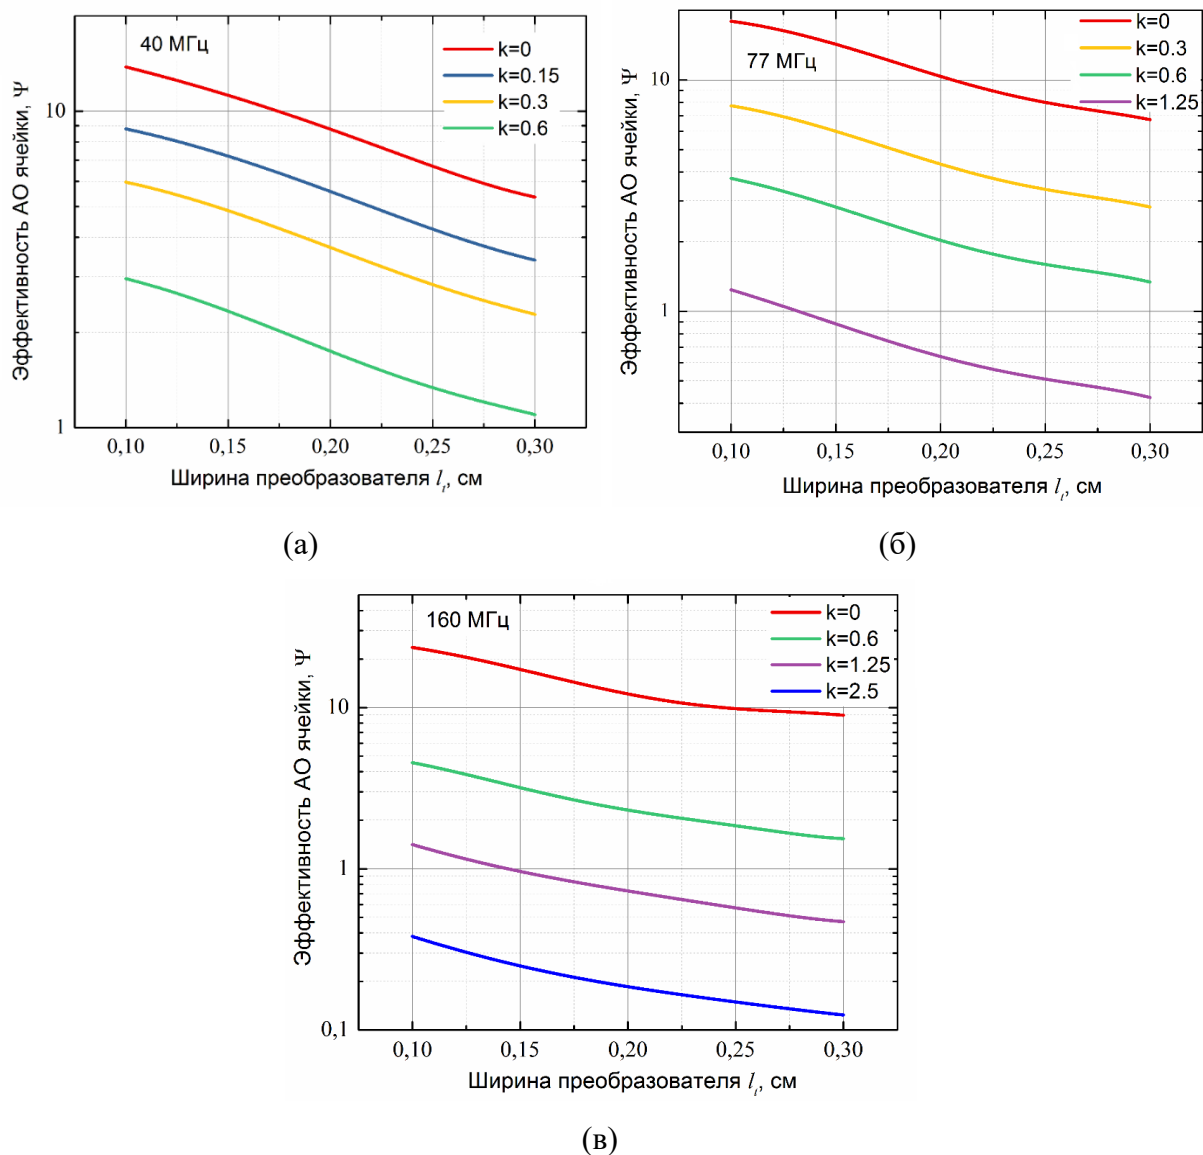 40 МГц
k=0
k=0.15
k=0.3
k=0.6
Эффективность АО ячейки, Ψ
10
1
0,10 0,15 0,20 0,25 0,30
Ширина преобразователя lt, см
(а)
77 МГц
k=0
k=0.3
k=0.6
k=1.25
Эффективность АО ячейки, Ψ
10
1
0,10 0,15 0,20 0,25 0,30
Ширина преобразователя lt, см
(б)
160 МГц
k=0
k=0.6
k=1.25
k=2.5
Эффективность АО ячейки, Ψ
10
1
0,1
0,10 0,15 0,20 0,25 0,30
Ширина преобразователя lt, см
(в)